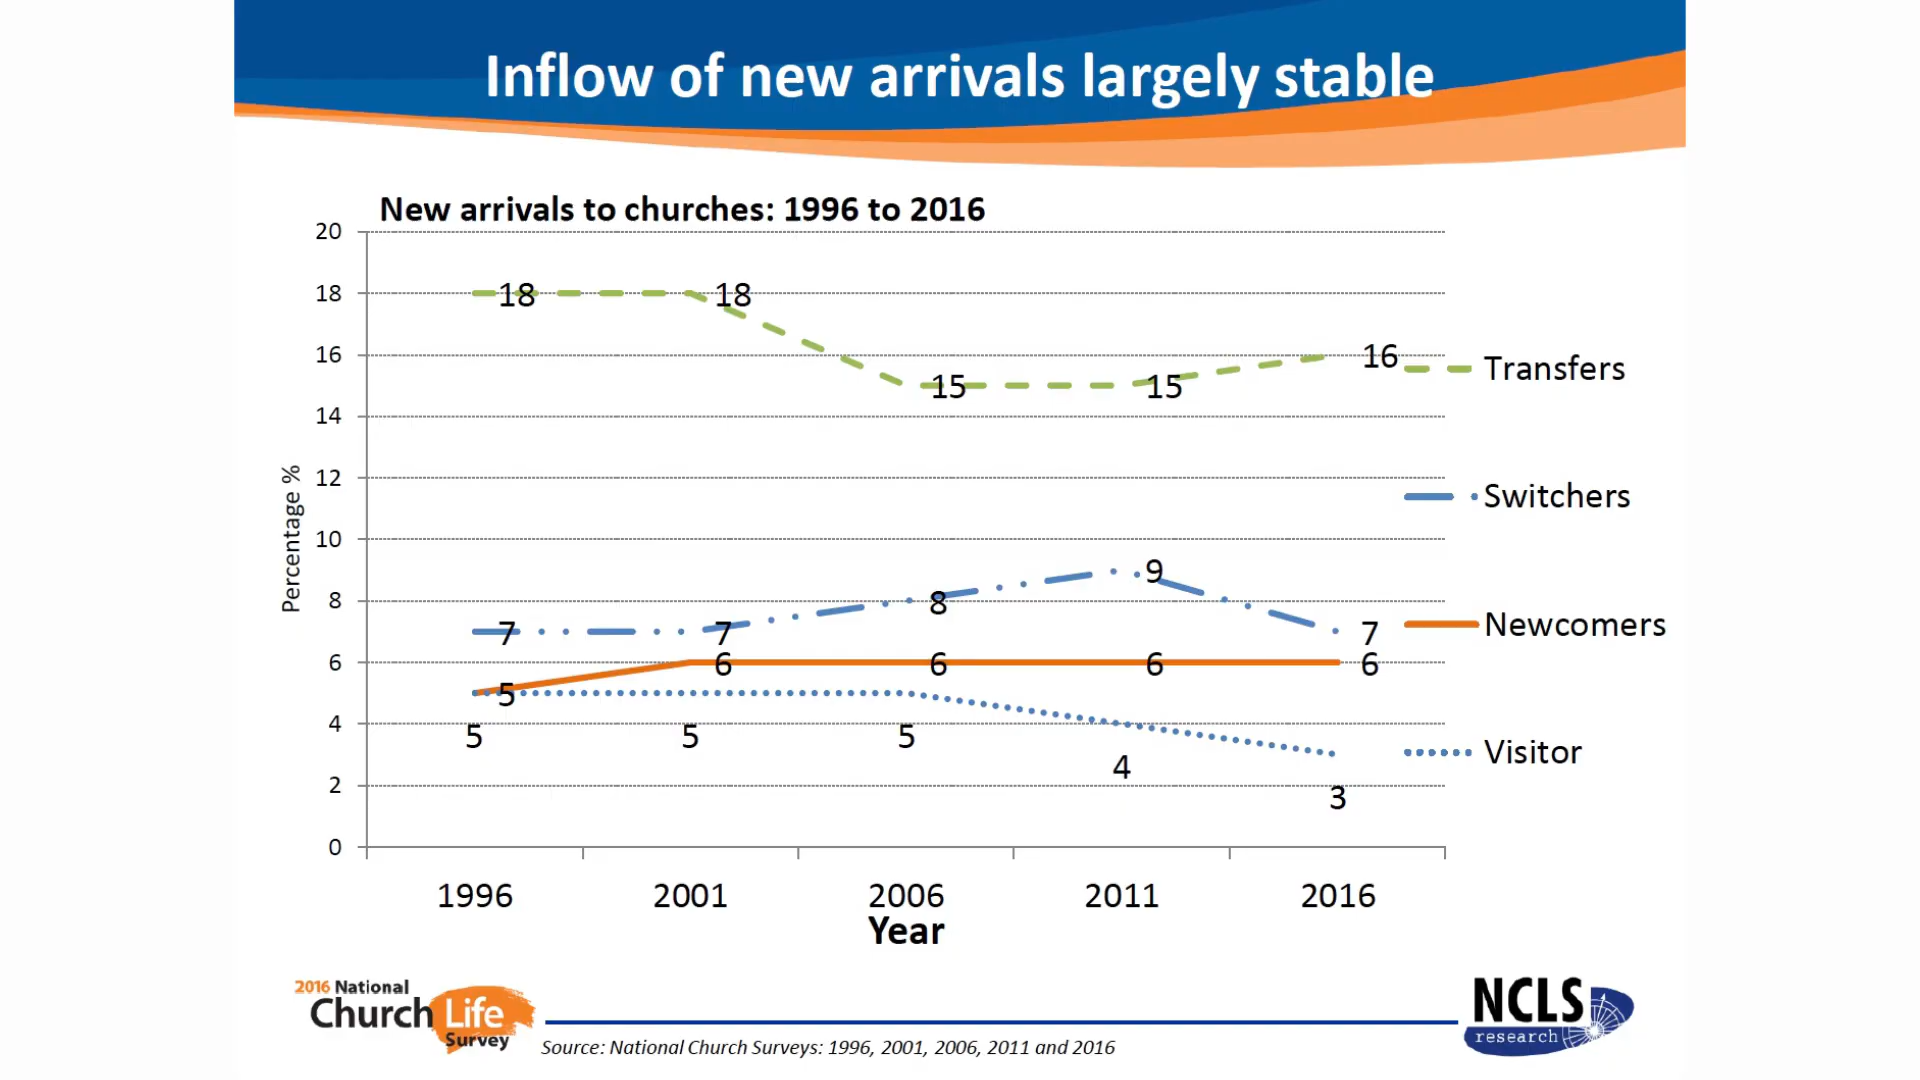 Inflow of new arrivals largely stable
New arrivals to churches: 1996 to 2016
Percentage %
20
18
16
14
12
10
8
6
4
2
0
18 18 15 15 16
7 7 8 9 7
5 6 6 6 6
5 5 5 4 3
Transfers
Switchers
Newcomers
Visitor
1996 2001 2006 2011 2016
Year
2016 National
Church Life
Survey
Source: National Church Surveys: 1996, 2001, 2006, 2011 and 2016
NCLS
research